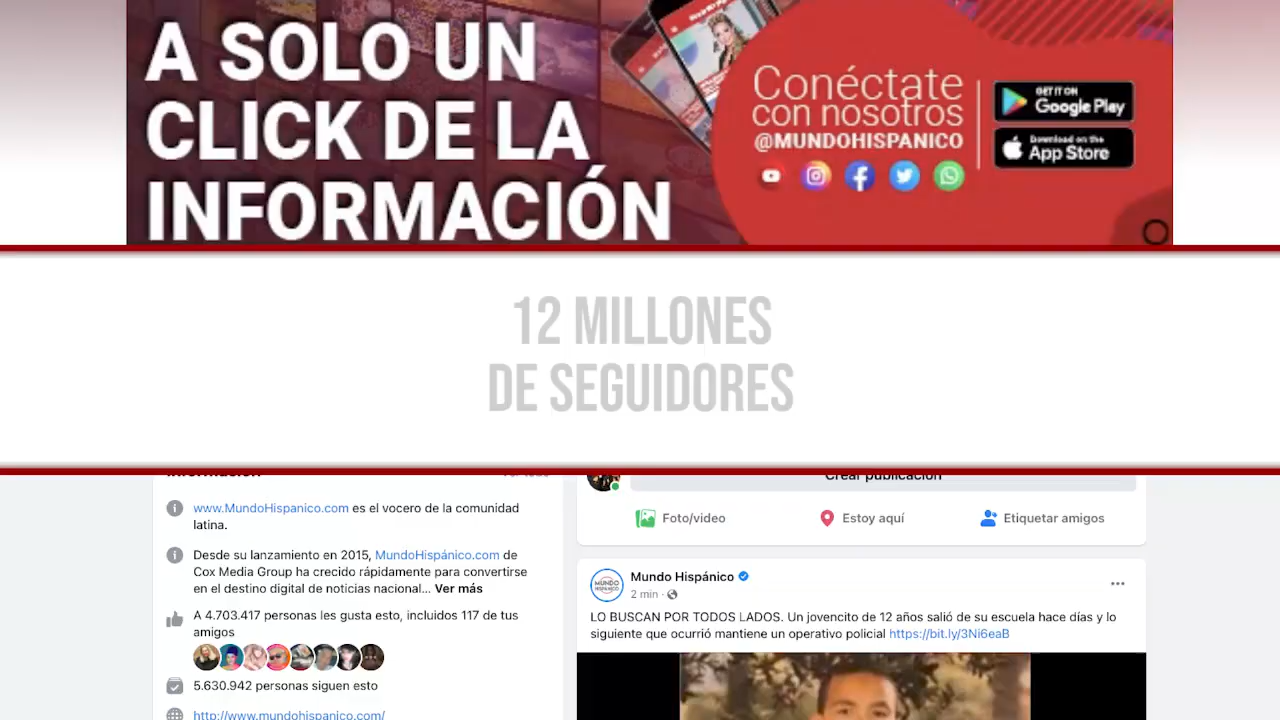 A SOLO UN
CLICK DE LA
INFORMACIÓN
Conéctate
con nosotros
@MUNDOHISPANICO
GET IT ON
Google Play
Download on the
App Store
12 MILLONES
DE SEGUIDORES
www.MundoHispanico.com es el vocero de la comunidad
latina.
Desde su lanzamiento en 2015, MundoHispánico.com de
Cox Media Group ha crecido rápidamente para convertirse
en el destino digital de noticias nacional... Ver más
A 4.703.417 personas les gusta esto, incluidos 117 de tus
amigos
5.630.942 personas siguen esto
http://www.mundohispanico.com/
Crear publicación
Foto/video
Estoy aquí
Etiquetar amigos
MUNDO
HISPÁNICO
Mundo Hispánico
2 min ·
LO BUSCAN POR TODOS LADOS. Un jovencito de 12 años salió de su escuela hace días y lo
siguiente que ocurrió mantiene un operativo policial https://bit.ly/3Ni6eaB